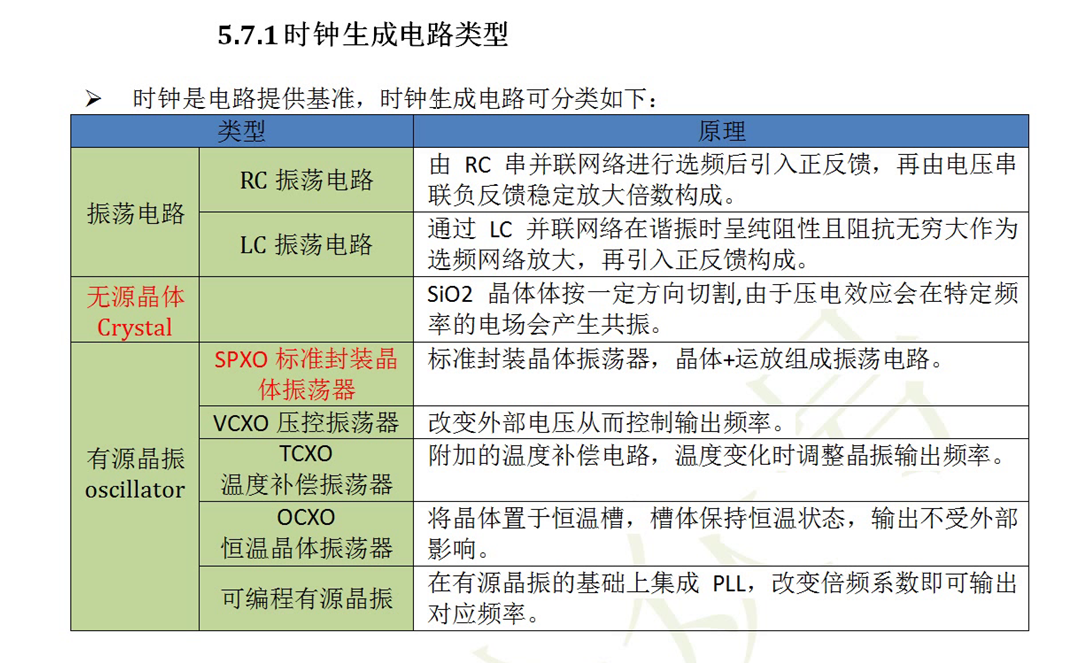 5.7.1时钟生成电路类型
➢ 时钟是电路提供基准，时钟生成电路可分类如下：
类型 原理
振荡电路
RC 振荡电路
由 RC 串并联网络进行选频后引入正反馈，再由电压串
联负反馈稳定放大倍数构成。
LC 振荡电路
通过 LC 并联网络在谐振时呈纯阻性且阻抗无穷大作为
选频网络放大，再引入正反馈构成。
无源晶体
Crystal
SiO2 晶体体按一定方向切割,由于压电效应会在特定频
率的电场会产生共振。
有源晶振
oscillator
SPXO 标准封装晶
体振荡器
标准封装晶体振荡器，晶体+运放组成振荡电路。
VCXO 压控振荡器
改变外部电压从而控制输出频率。
TCXO
温度补偿振荡器
附加的温度补偿电路，温度变化时调整晶振输出频率。
OCXO
恒温晶体振荡器
将晶体置于恒温槽，槽体保持恒温状态，输出不受外部
影响。
可编程有源晶振
在有源晶振的基础上集成 PLL，改变倍频系数即可输出
对应频率。